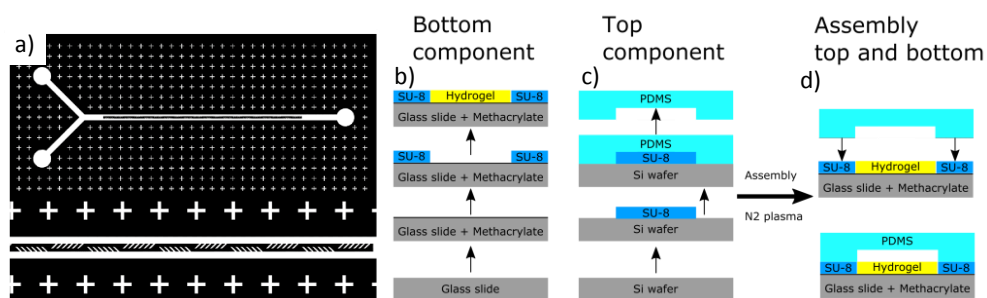 a)
Bottom
component
b)
SU-8 Hydrogel SU-8
Glass slide + Methacrylate
SU-8 SU-8
Glass slide + Methacrylate
Glass slide + Methacrylate
Glass slide
Top
component
c)
PDMS
PDMS
SU-8
Si wafer
SU-8
Si wafer
Si wafer
Assembly
N2 plasma
Assembly
top and bottom
d)
SU-8 Hydrogel SU-8
Glass slide + Methacrylate
PDMS
SU-8 Hydrogel SU-8
Glass slide + Methacrylate